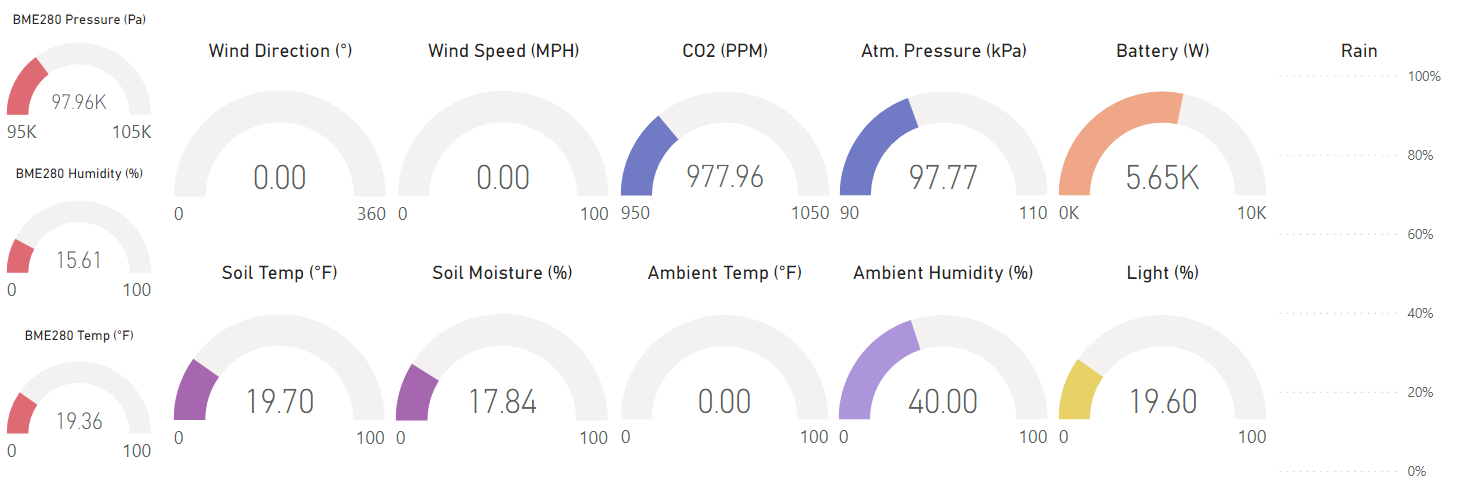 BME280 Pressure (Pa)
97.96K
95K 105K
BME280 Humidity (%)
15.61
0 100
BME280 Temp (°F)
19.36
0 100
Wind Direction (°)
0.00
0 360
Wind Speed (MPH)
0.00
0 100
CO2 (PPM)
977.96
950 1050
Atm. Pressure (kPa)
97.77
90 110
Battery (W)
5.65K
0K 10K
Rain
100%
80%
60%
40%
20%
0%
Soil Temp (°F)
19.70
0 100
Soil Moisture (%)
17.84
0 100
Ambient Temp (°F)
0.00
0 100
Ambient Humidity (%)
40.00
0 100
Light (%)
19.60
0 100